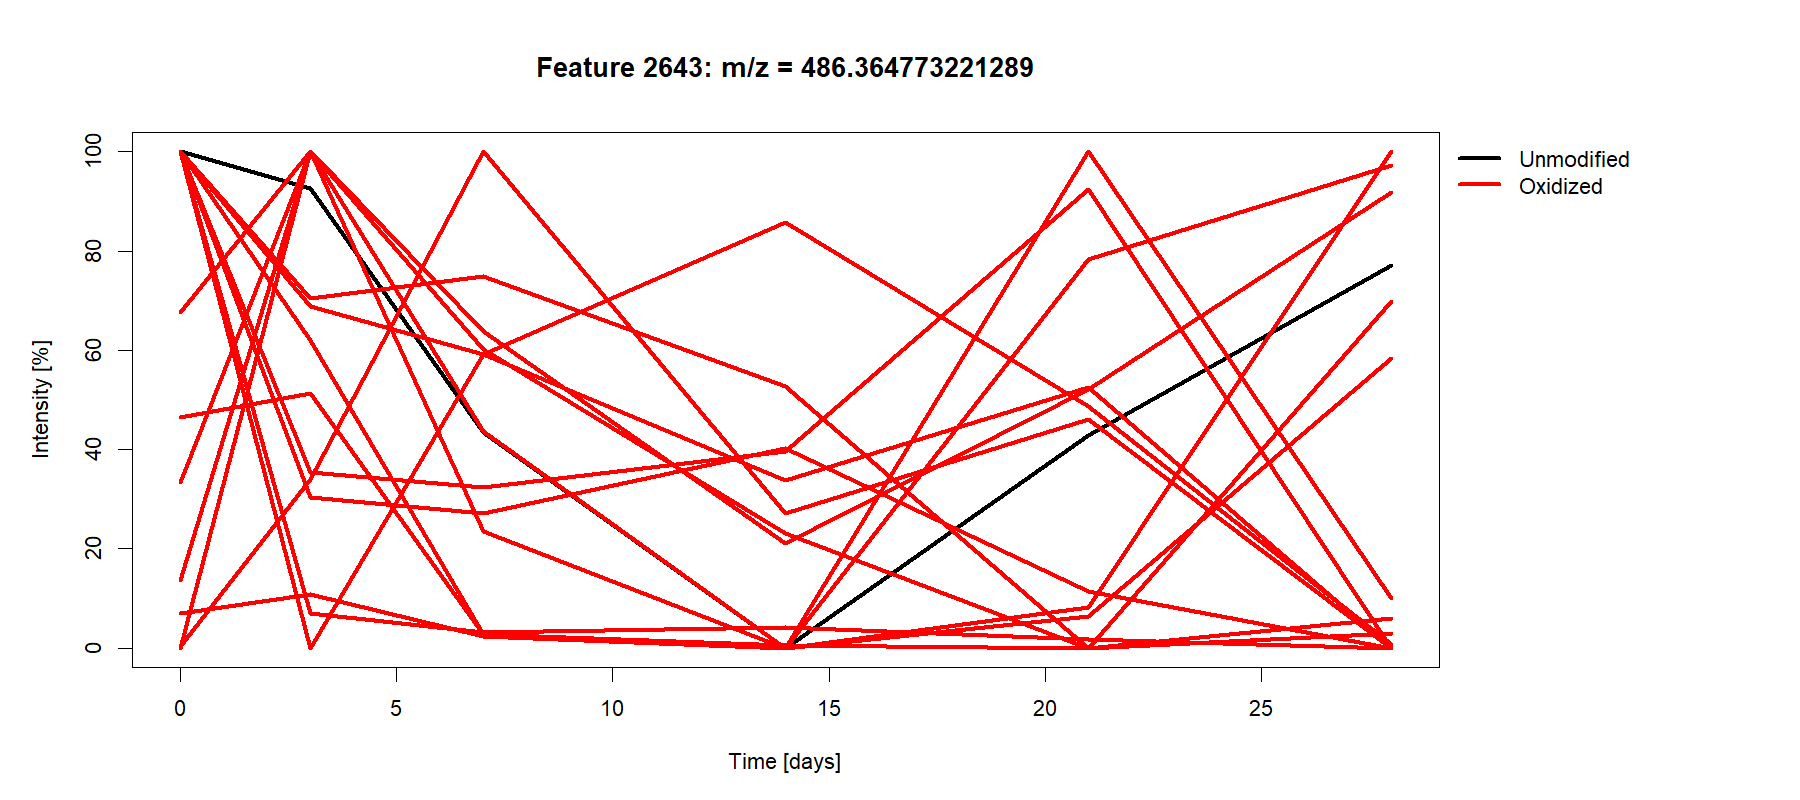 Feature 2643: m/z = 486.364773221289
100
80
60
40
20
0
Intensity [%]
0 5 10 15 20 25
Time [days]
Unmodified
Oxidized